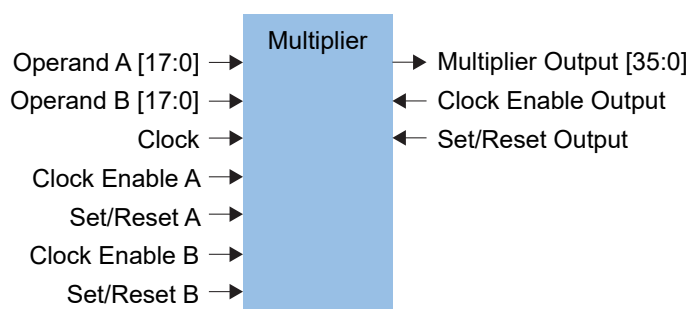 Multiplier
Operand A [17:0]
Multiplier Output [35:0]
Operand B [17:0]
Clock Enable Output
Clock
Set/Reset Output
Clock Enable A
Set/Reset A
Clock Enable B
Set/Reset B